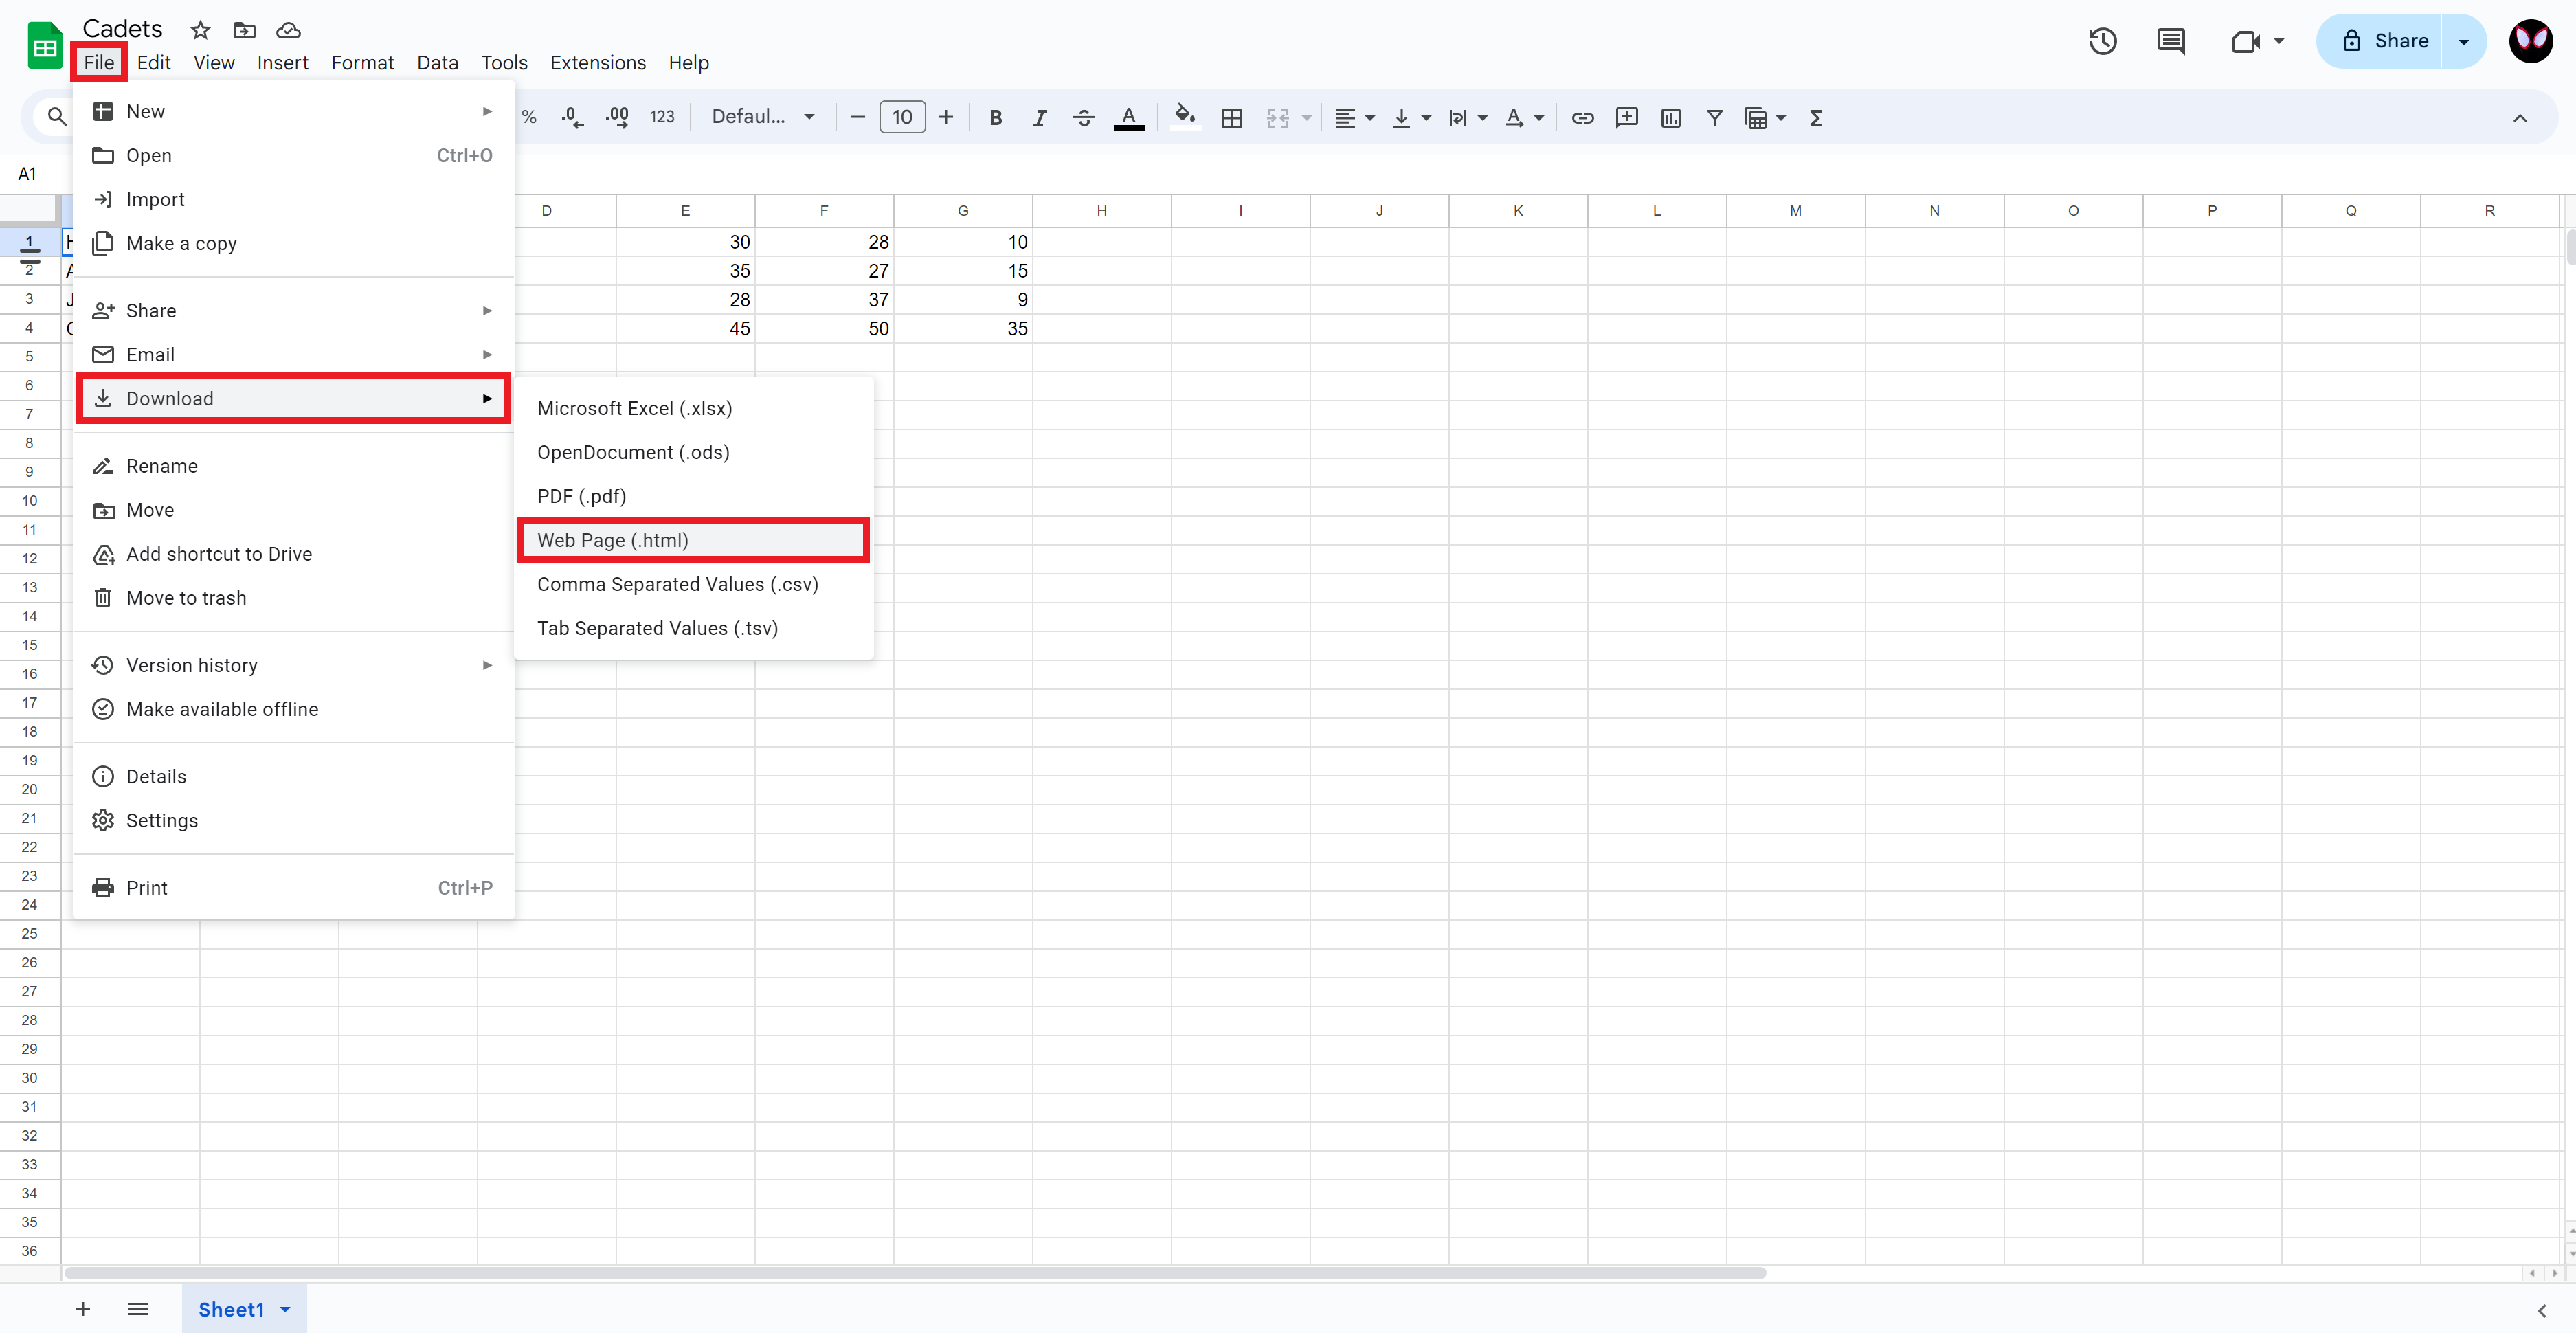 Cadets
File Edit View Insert Format Data Tools Extensions Help
Share
% .0 .00 123 Defaul... 10 B I A
A1
New
Open Ctrl+O
Import
Make a copy
Share
Email
Download
Rename
Move
Add shortcut to Drive
Move to trash
Version history
Make available offline
Details
Settings
Print Ctrl+P
Microsoft Excel (.xlsx)
OpenDocument (.ods)
PDF (.pdf)
Web Page (.html)
Comma Separated Values (.csv)
Tab Separated Values (.tsv)
D E F G H I J K L M N O P Q R
1 30 28 10
2 35 27 15
3 28 37 9
4 45 50 35
5
6
7
8
9
10
11
12
13
14
15
16
17
18
19
20
21
22
23
24
25
26
27
28
29
30
31
32
33
34
35
36
Sheet1